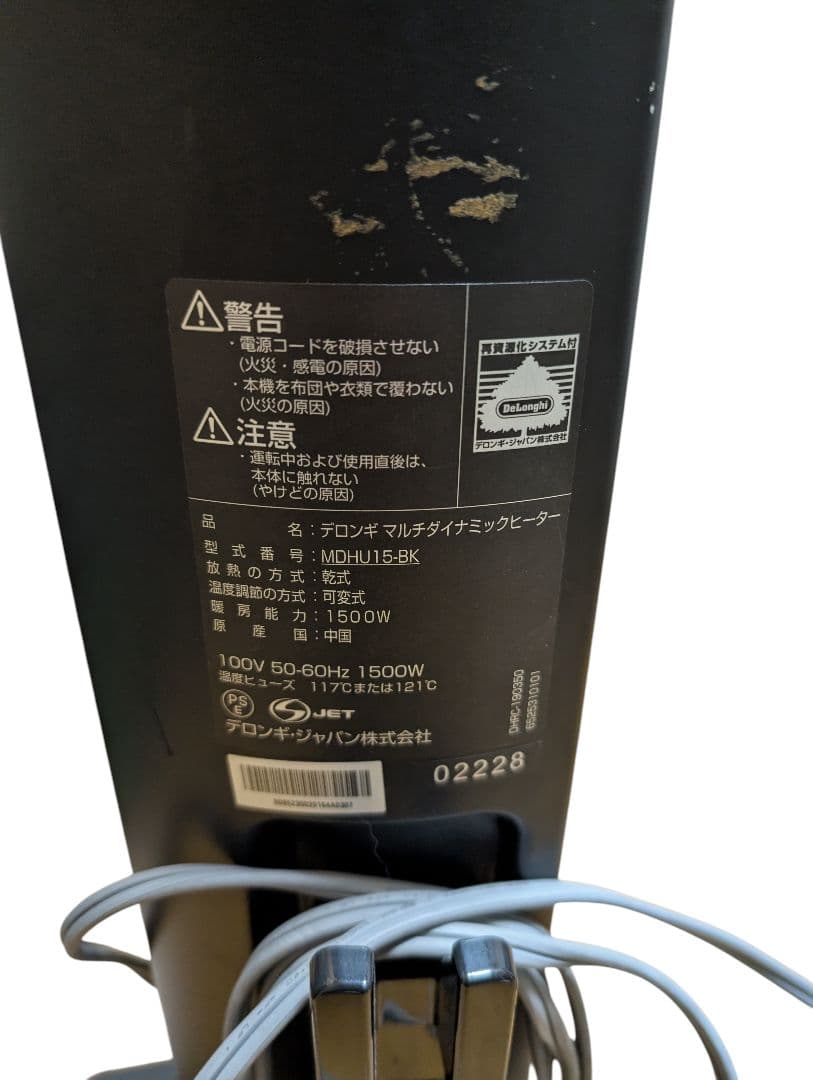 警告
・電源コードを破損させない
(火災・感電の原因)
・本機を布団や衣類で覆わない
(火災の原因)
注意
・運転中および使用直後は、
本体に触れない
(やけどの原因)
再資源化システム付
DeLonghi
デロンギ・ジャパン株式会社
品名：デロンギ マルチダイナミックヒーター
型式番号：MDHU15-BK
放熱の方式：乾式
温度調節の方式：可変式
暖房能力：1500W
原産国：中国
100V 50-60Hz 1500W
温度ヒューズ 117℃または121℃
PS
E
JET
デロンギ・ジャパン株式会社
DHRC-190350
6525310101
02228